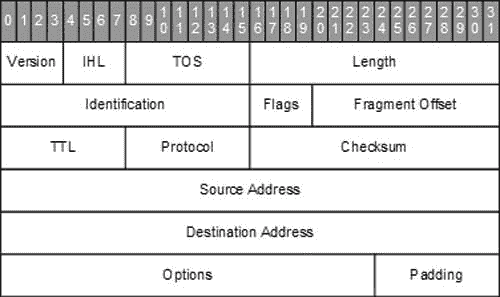 0 1 2 3 4 5 6 7 8 9 10 11 12 13 14 15 16 17 18 19 20 21 22 23 24 25 26 27 28 29 30 31
Version IHL TOS Length
Identification Flags Fragment Offset
TTL Protocol Checksum
Source Address
Destination Address
Options Padding